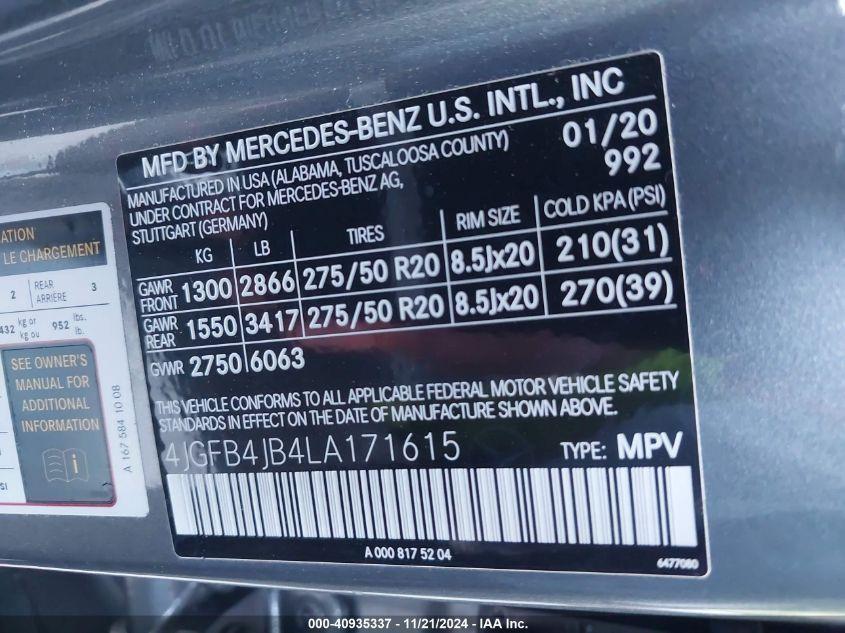 MFD BY MERCEDES-BENZ U.S. INTL., INC
01/20
992
MANUFACTURED IN USA (ALABAMA, TUSCALOOSA COUNTY)
UNDER CONTRACT FOR MERCEDES-BENZ AG,
STUTTGART (GERMANY)
KG LB TIRES RIM SIZE COLD KPA (PSI)
GAWR FRONT 1300 2866 275/50 R20 8.5Jx20 210(31)
GAWR REAR 1550 3417 275/50 R20 8.5Jx20 270(39)
GVWR 2750 6063
THIS VEHICLE CONFORMS TO ALL APPLICABLE FEDERAL MOTOR VEHICLE SAFETY
STANDARDS IN EFFECT ON THE DATE OF MANUFACTURE SHOWN ABOVE.
4JGFB4JB4LA171615 TYPE: MPV
A 000 817 52 04
6477080
LE CHARGEMENT
2 REAR ARRIÈRE 3
432 kg or kg ou 952 lbs. lb.
SEE OWNER'S
MANUAL FOR
ADDITIONAL
INFORMATION
i
A 167 584 10 08
000-40935337 - 11/21/2024 - IAA Inc.